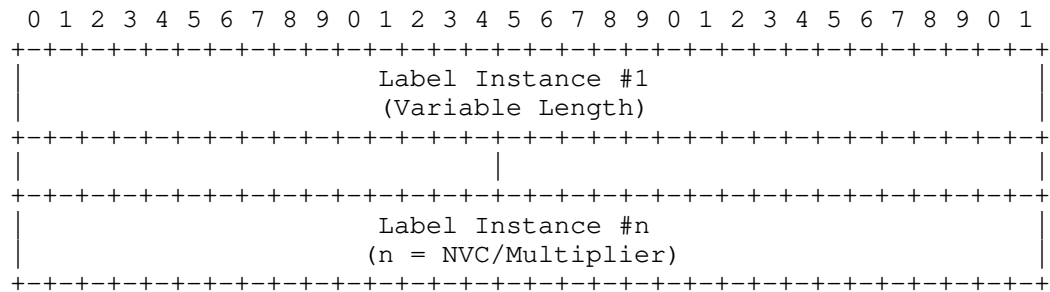 0 1 2 3 4 5 6 7 8 9 0 1 2 3 4 5 6 7 8 9 0 1 2 3 4 5 6 7 8 9 0 1
+-+-+-+-+-+-+-+-+-+-+-+-+-+-+-+-+-+-+-+-+-+-+-+-+-+-+-+-+-+-+-+-+
|                       Label Instance #1                       |
|                       (Variable Length)                       |
+-+-+-+-+-+-+-+-+-+-+-+-+-+-+-+-+-+-+-+-+-+-+-+-+-+-+-+-+-+-+-+-+
|                              |                                |
+-+-+-+-+-+-+-+-+-+-+-+-+-+-+-+-+-+-+-+-+-+-+-+-+-+-+-+-+-+-+-+-+
|                       Label Instance #n                       |
|                      (n = NVC/Multiplier)                     |
+-+-+-+-+-+-+-+-+-+-+-+-+-+-+-+-+-+-+-+-+-+-+-+-+-+-+-+-+-+-+-+-+